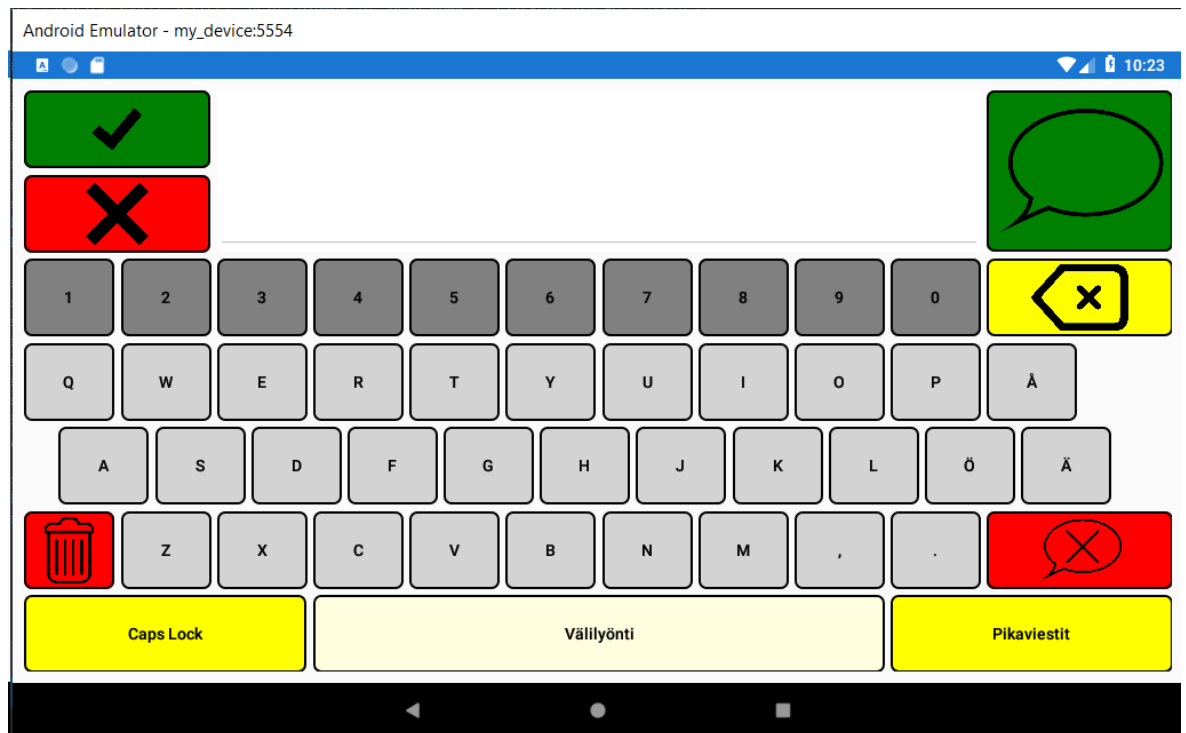 Android Emulator - my_device:5554
A 10:23
1 2 3 4 5 6 7 8 9 0
Q W E R T Y U I O P Å
A S D F G H J K L Ö Ä
Z X C V B N M , .
Caps Lock Välilyönti Pikaviestit